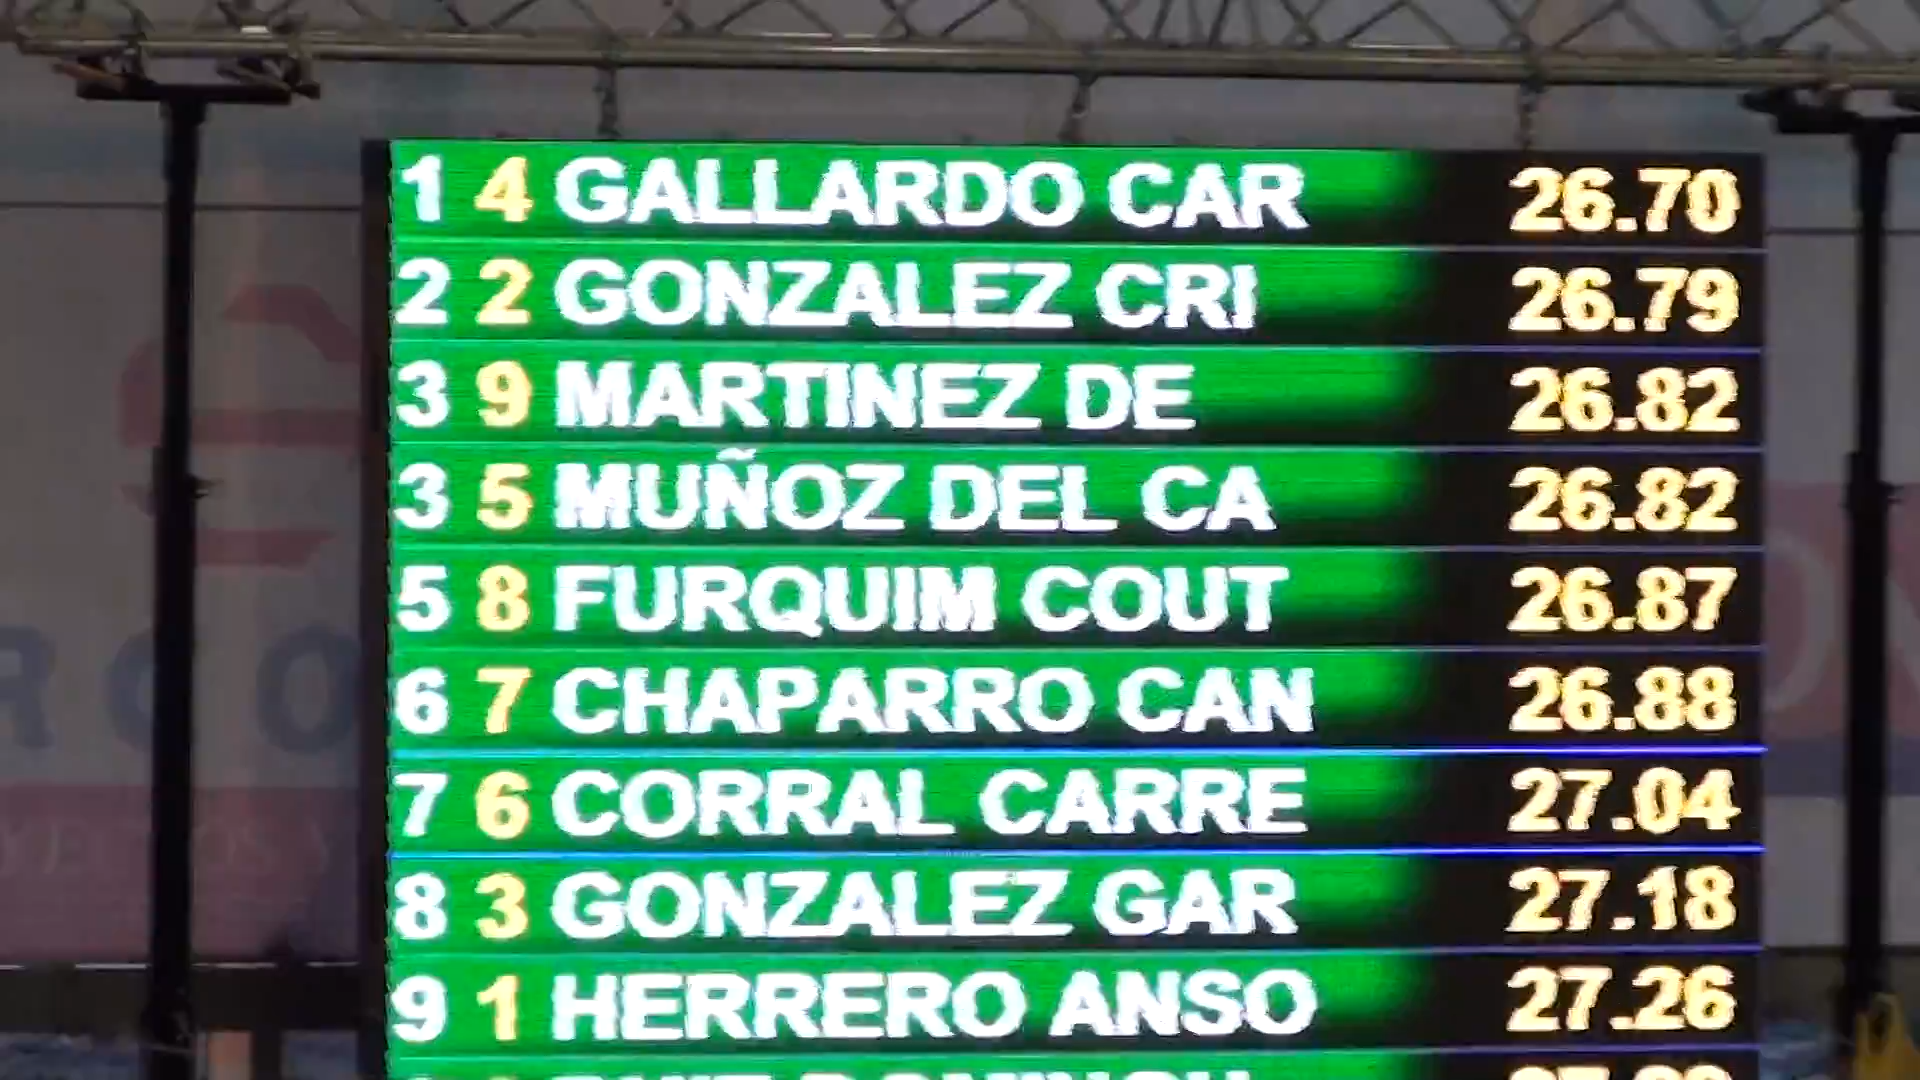 1 4 GALLARDO CAR 26.70
2 2 GONZALEZ CRI 26.79
3 9 MARTINEZ DE 26.82
3 5 MUÑOZ DEL CA 26.82
5 8 FURQUIM COUT 26.87
6 7 CHAPARRO CAN 26.88
7 6 CORRAL CARRE 27.04
8 3 GONZALEZ GAR 27.18
9 1 HERRERO ANSO 27.26